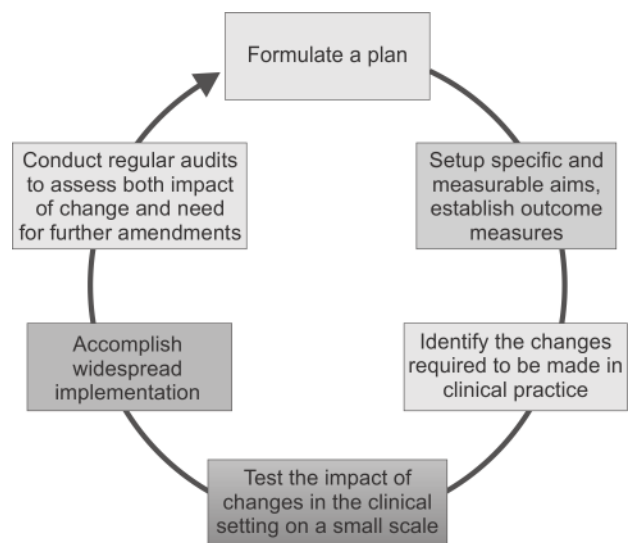 Formulate a plan
Setup specific and
measurable aims,
establish outcome
measures
Identify the changes
required to be made in
clinical practice
Test the impact of
changes in the clinical
setting on a small scale
Accomplish
widespread
implementation
Conduct regular audits
to assess both impact
of change and need
for further amendments